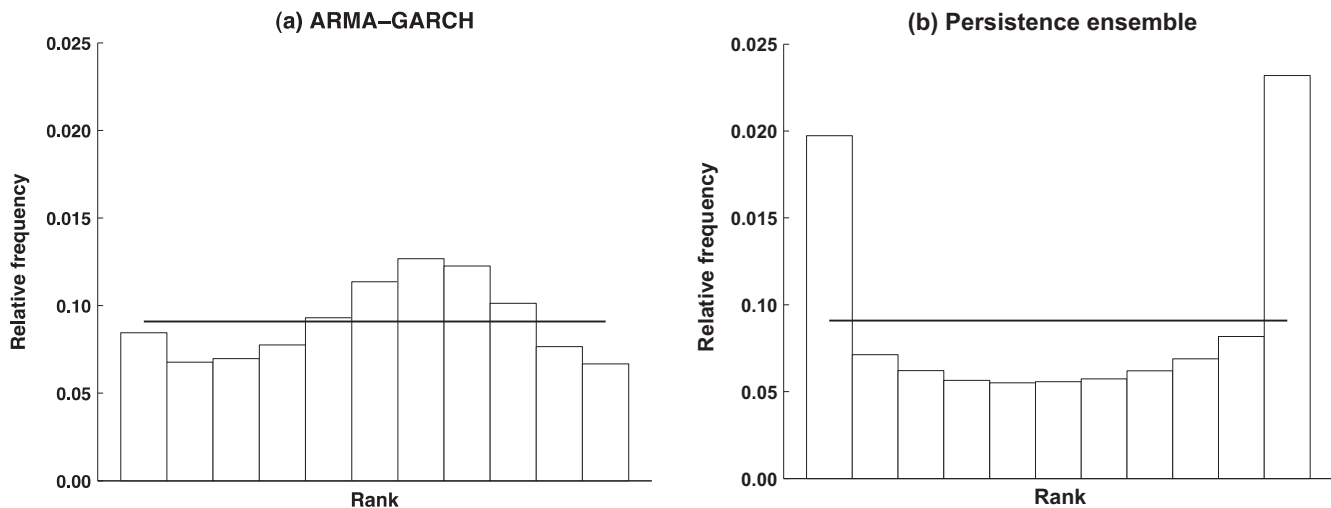 (a) ARMA–GARCH
Relative frequency
0.025
0.020
0.015
0.10
0.05
0.00
Rank
(b) Persistence ensemble
Relative frequency
0.025
0.020
0.015
0.10
0.05
0.00
Rank